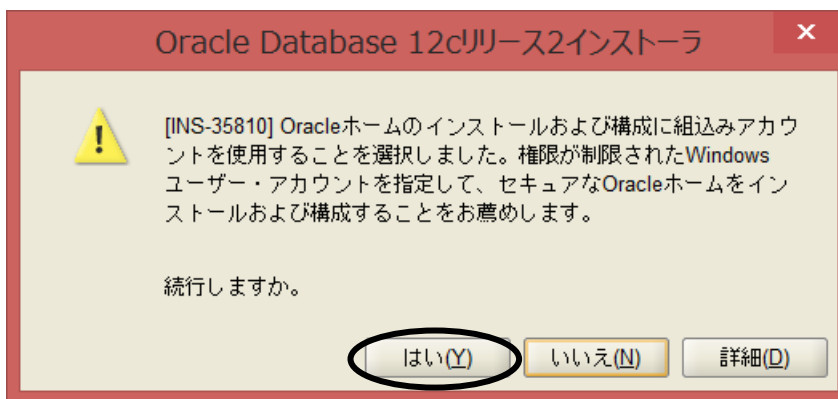 Oracle Database 12cリリース2インストーラ
[INS-35810] Oracleホームのインストールおよび構成に組込みアカウ
ントを使用することを選択しました。権限が制限されたWindows
ユーザー・アカウントを指定して、セキュアなOracleホームをイン
ストールおよび構成することをお薦めします。
続行しますか。
はい(Y) いいえ(N) 詳細(D)